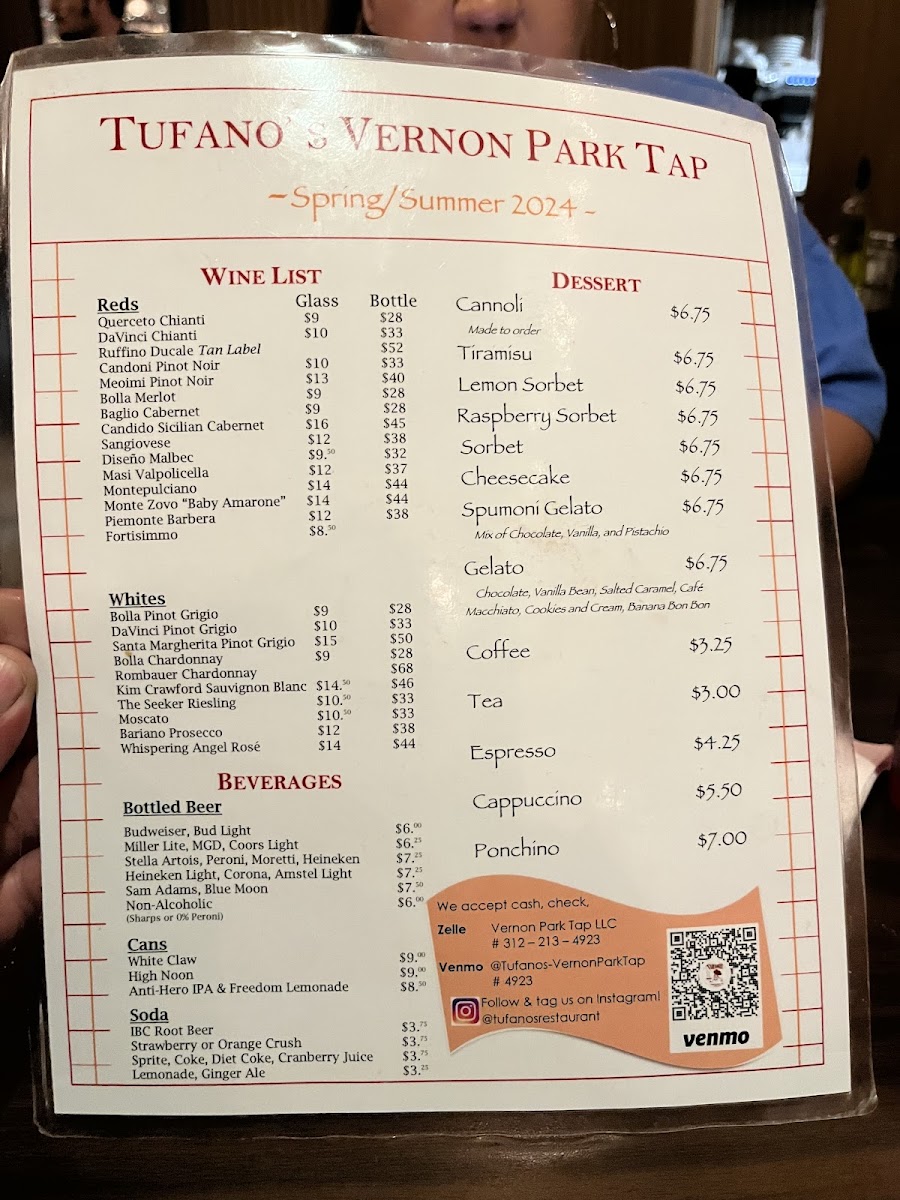 TUFANO'S VERNON PARK TAP
~Spring/Summer 2024~
WINE LIST
Reds Glass Bottle
Querceto Chianti $9 $28
DaVinci Chianti $10 $33
Ruffino Ducale Tan Label $52
Candoni Pinot Noir $10 $33
Meoimi Pinot Noir $13 $40
Bolla Merlot $9 $28
Baglio Cabernet $9 $28
Candido Sicilian Cabernet $16 $45
Sangiovese $12 $38
Diseño Malbec $9.50 $32
Masi Valpolicella $12 $37
Montepulciano $14 $44
Monte Zovo "Baby Amarone" $14 $44
Piemonte Barbera $12 $38
Fortisimmo $8.50
Whites
Bolla Pinot Grigio $9 $28
DaVinci Pinot Grigio $10 $33
Santa Margherita Pinot Grigio $15 $50
Bolla Chardonnay $9 $28
Rombauer Chardonnay $68
Kim Crawford Sauvignon Blanc $14.50 $46
The Seeker Riesling $10.50 $33
Moscato $10.50 $33
Bariano Prosecco $12 $38
Whispering Angel Rosé $14 $44
BEVERAGES
Bottled Beer
Budweiser, Bud Light $6.00
Miller Lite, MGD, Coors Light $6.25
Stella Artois, Peroni, Moretti, Heineken $7.25
Heineken Light, Corona, Amstel Light $7.25
Sam Adams, Blue Moon $7.50
Non-Alcoholic $6.00
(Sharps or 0% Peroni)
Cans
White Claw $9.00
High Noon $9.00
Anti-Hero IPA & Freedom Lemonade $8.50
Soda
IBC Root Beer $3.75
Strawberry or Orange Crush $3.75
Sprite, Coke, Diet Coke, Cranberry Juice $3.75
Lemonade, Ginger Ale $3.25
DESSERT
Cannoli $6.75
Made to order
Tiramisu $6.75
Lemon Sorbet $6.75
Raspberry Sorbet $6.75
Sorbet $6.75
Cheesecake $6.75
Spumoni Gelato $6.75
Mix of Chocolate, Vanilla, and Pistachio
Gelato $6.75
Chocolate, Vanilla Bean, Salted Caramel, Café
Macchiato, Cookies and Cream, Banana Bon Bon
Coffee $3.25
Tea $3.00
Espresso $4.25
Cappuccino $5.50
Ponchino $7.00
We accept cash, check,
Zelle Vernon Park Tap LLC
# 312 – 213 – 4923
Venmo @Tufanos-VernonParkTap
# 4923
Follow & tag us on Instagram!
@tufanosrestaurant
venmo